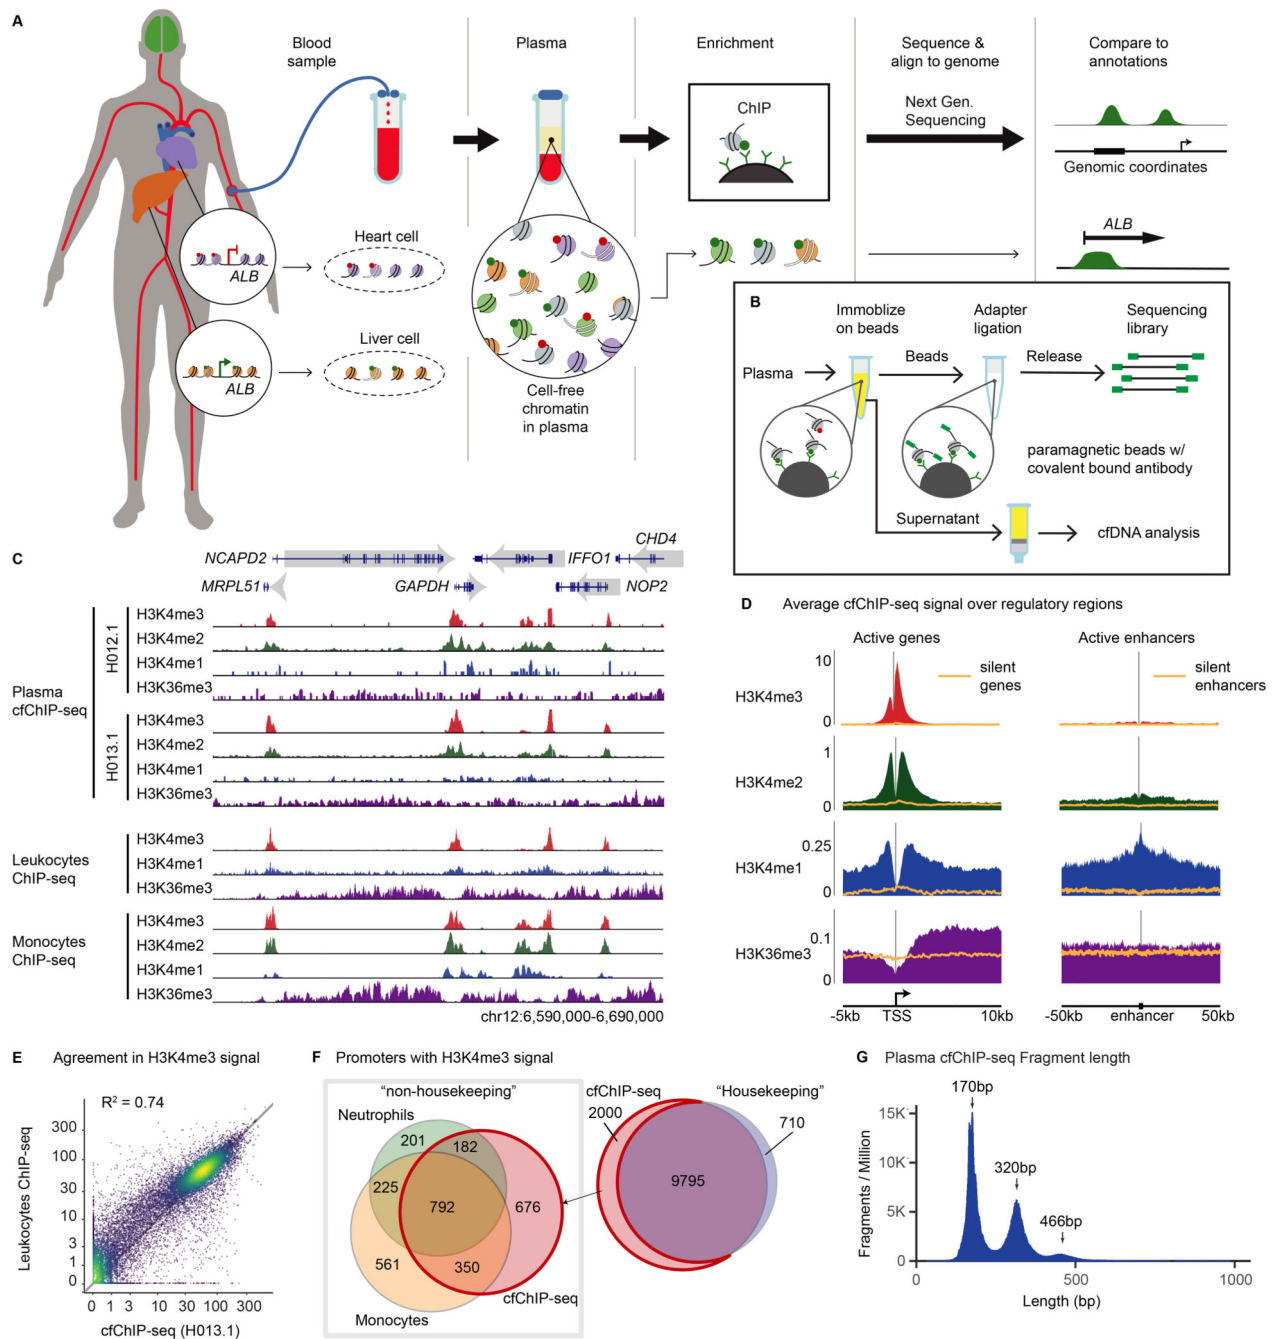 A
Blood
sample
Plasma
Enrichment
Sequence &
align to genome
Compare to
annotations
Next Gen.
Sequencing
ChIP
Genomic coordinates
Heart cell
ALB
ALB
Liver cell
ALB
Cell-free
chromatin
in plasma
B
Immoblize
on beads
Adapter
ligation
Sequencing
library
Plasma
Beads
Release
paramagnetic beads w/
covalent bound antibody
Supernatant
cfDNA analysis
C
NCAPD2
IFFO1
CHD4
MRPL51
GAPDH
NOP2
Plasma
cfChIP-seq
H012.1
H3K4me3
H3K4me2
H3K4me1
H3K36me3
H013.1
H3K4me3
H3K4me2
H3K4me1
H3K36me3
Leukocytes
ChIP-seq
H3K4me3
H3K4me1
H3K36me3
Monocytes
ChIP-seq
H3K4me3
H3K4me2
H3K4me1
H3K36me3
chr12:6,590,000-6,690,000
D Average cfChIP-seq signal over regulatory regions
Active genes
Active enhancers
silent
genes
silent
enhancers
H3K4me3
10
0
H3K4me2
1
0
H3K4me1
0.25
0
H3K36me3
0.1
0
-5kb TSS 10kb
-50kb enhancer 50kb
E Agreement in H3K4me3 signal
R² = 0.74
Leukocytes ChIP-seq
300
100
30
10
3
1
0
0 1 3 10 30 100 300
cfChIP-seq (H013.1)
F Promoters with H3K4me3 signal
"non-housekeeping"
Neutrophils
201
182
225
792
676
561
350
cfChIP-seq
Monocytes
cfChIP-seq
2000
"Housekeeping"
710
9795
G Plasma cfChIP-seq Fragment length
Fragments / Million
170bp
320bp
466bp
15K
10K
5K
0
0 500 1000
Length (bp)